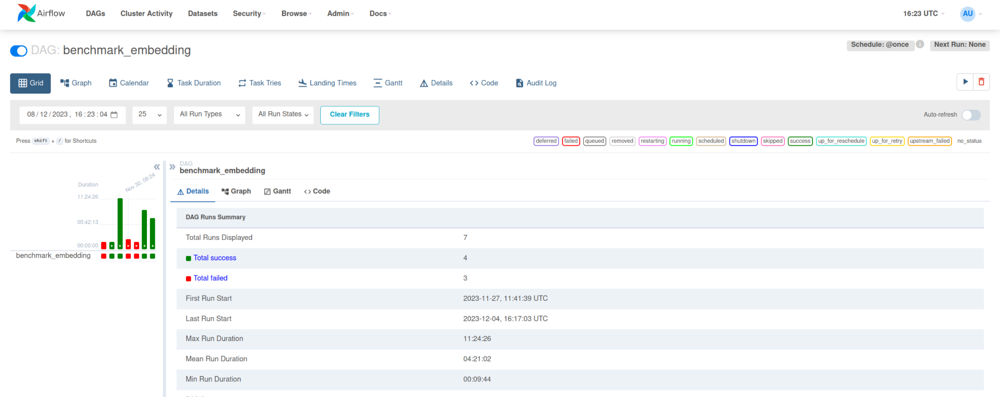 Airflow DAGs Cluster Activity Datasets Security Browse Admin Docs 16:23 UTC AU
DAG: benchmark_embedding Schedule: @once i Next Run: None
Grid Graph Calendar Task Duration Task Tries Landing Times Gantt Details Code Audit Log
08/12/2023, 16:23:04 25 All Run Types All Run States Clear Filters Auto-refresh
Press shift + / for Shortcuts deferred failed queued removed restarting running scheduled shutdown skipped success up_for_reschedule up_for_retry upstream_failed no_status
DAG
benchmark_embedding
Duration
Nov 30, 08:24
11:24:26
05:42:13
00:00:00
benchmark_embedding
Details Graph Gantt Code
DAG Runs Summary
Total Runs Displayed 7
Total success 4
Total failed 3
First Run Start 2023-11-27, 11:41:39 UTC
Last Run Start 2023-12-04, 16:17:03 UTC
Max Run Duration 11:24:26
Mean Run Duration 04:21:02
Min Run Duration 00:09:44